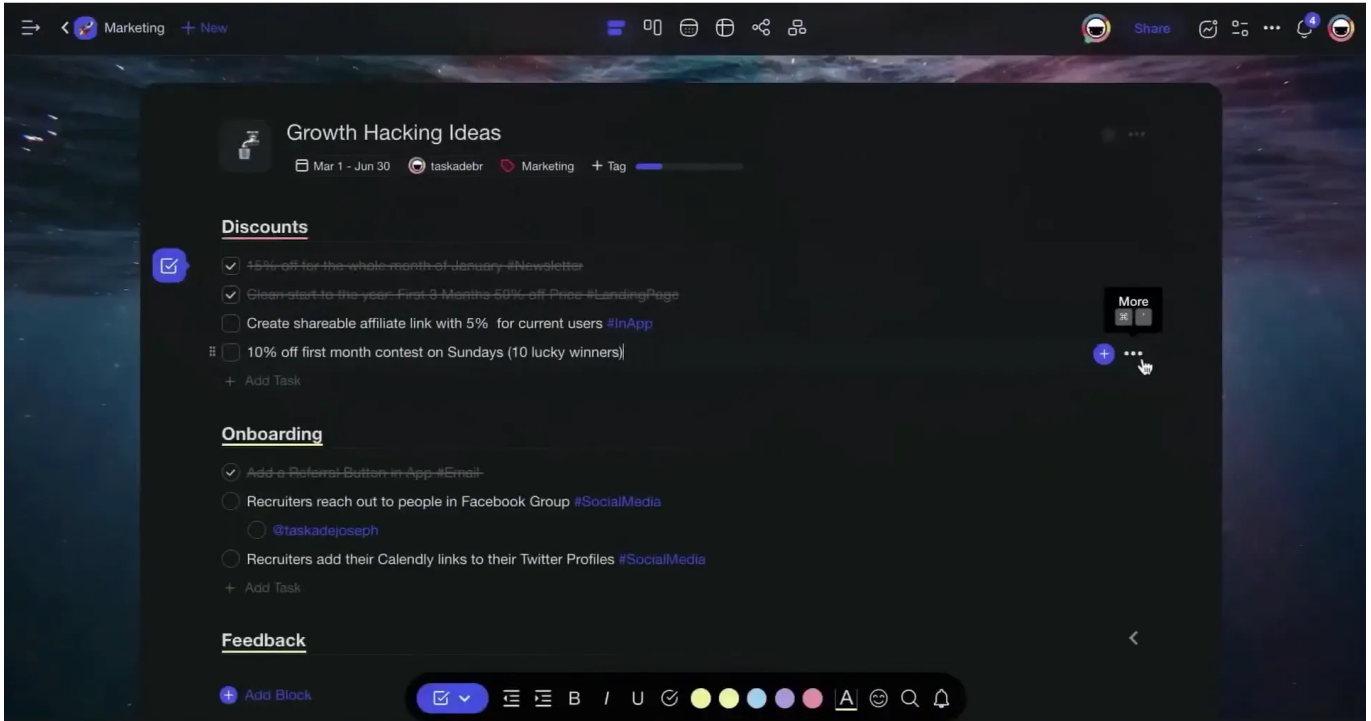 Marketing + New
Share
4
Growth Hacking Ideas
Mar 1 - Jun 30 taskadebr Marketing + Tag
Discounts
15% off for the whole month of January #Newsletter
Clean start to the year. First 3 Months 50% off Price #LandingPage
More
⌘ '
Create shareable affiliate link with 5% for current users #InApp
10% off first month contest on Sundays (10 lucky winners)
+ Add Task
Onboarding
Add a Referral Button in App #Email
Recruiters reach out to people in Facebook Group #SocialMedia
@taskadejoseph
Recruiters add their Calendly links to their Twitter Profiles #SocialMedia
+ Add Task
Feedback
+ Add Block
B I U A